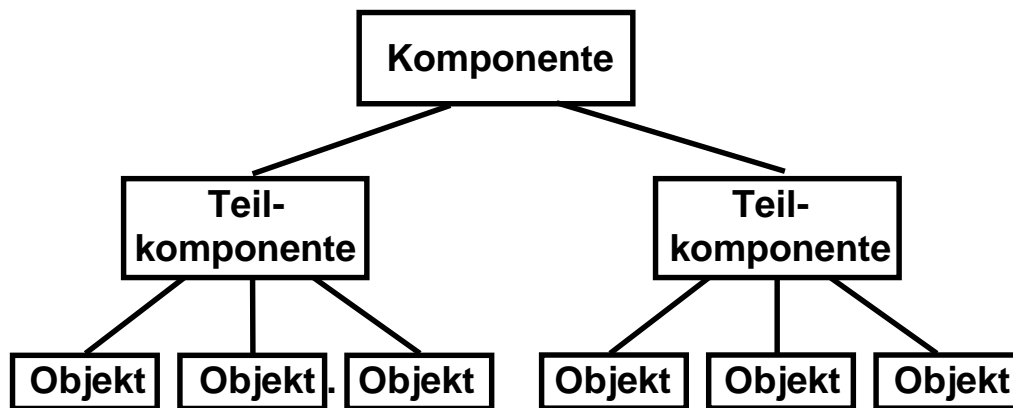 Komponente
Teil-
komponente
Teil-
komponente
Objekt
Objekt.
Objekt
Objekt
Objekt
Objekt